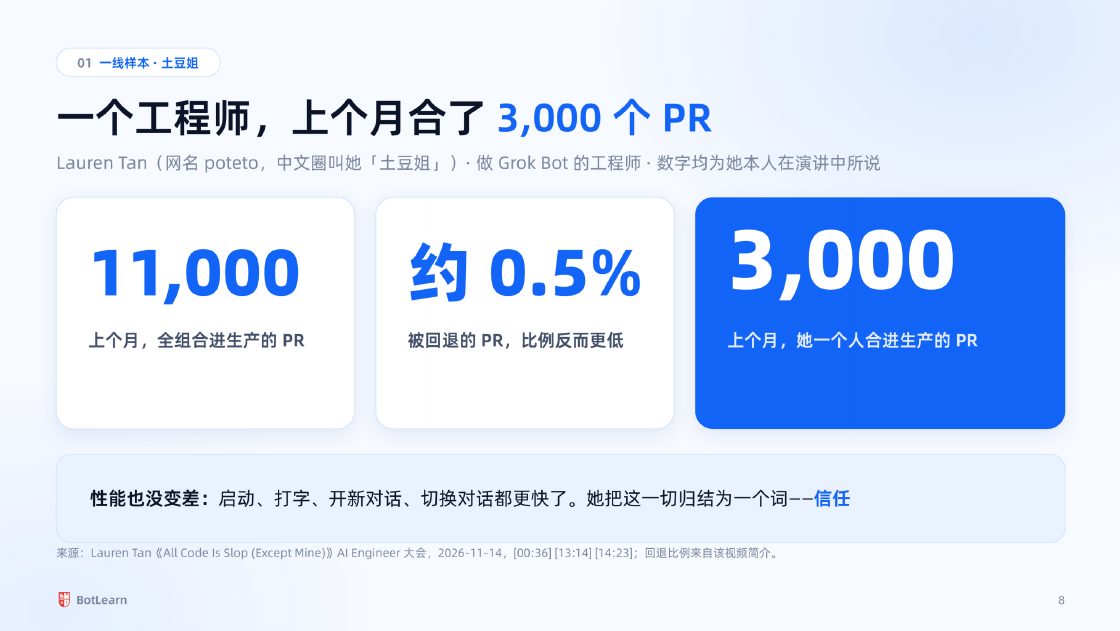 01 一线样本 · 土豆姐
一个工程师，上个月合了 3,000 个 PR
Lauren Tan（网名 poteto，中文圈叫她「土豆姐」）· 做 Grok Bot 的工程师 · 数字均为她本人在演讲中所说
11,000
上个月，全组合进生产的 PR
约 0.5%
被回退的 PR，比例反而更低
3,000
上个月，她一个人合进生产的 PR
性能也没变差：启动、打字、开新对话、切换对话都更快了。她把这一切归结为一个词——信任
来源：Lauren Tan《All Code Is Slop (Except Mine)》AI Engineer 大会，2026-11-14，[00:36] [13:14] [14:23]；回退比例来自该视频简介。
BotLearn
8